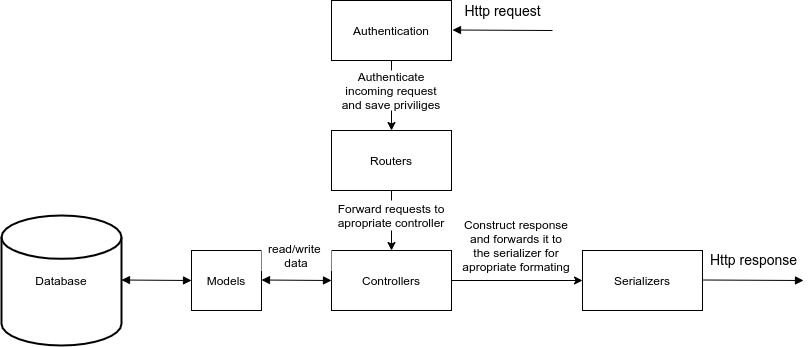 Http request
Authentication
Authenticate
incoming request
and save priviliges
Routers
Forward requests to
apropriate controller
Construct response
and forwards it to
the serializer for
apropriate formating
read/write
data
Http response
Database
Models
Controllers
Serializers